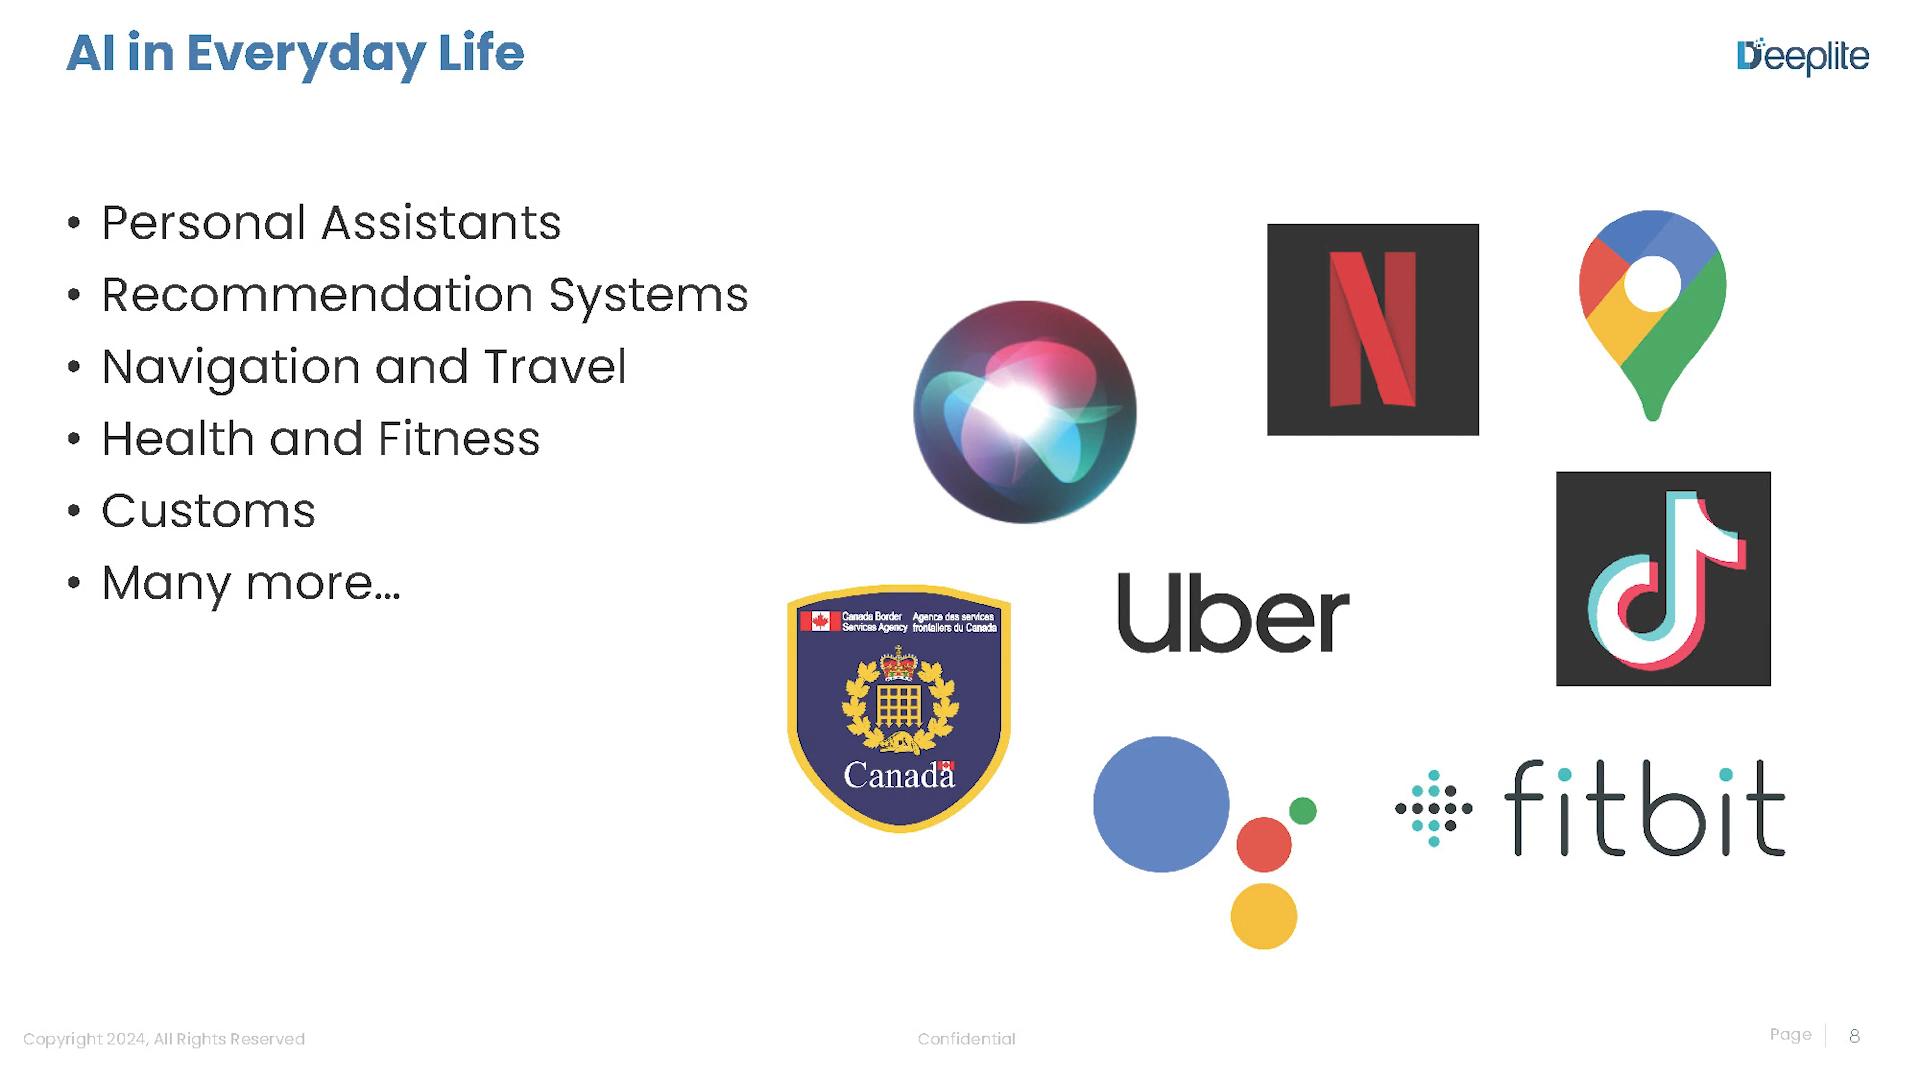 AI in Everyday Life
Deeplite
• Personal Assistants
• Recommendation Systems
• Navigation and Travel
• Health and Fitness
• Customs
• Many more...
N
Canada Border Services Agency
Agence des services frontaliers du Canada
Canada
Uber
fitbit
Copyright 2024, All Rights Reserved
Confidential
Page 8